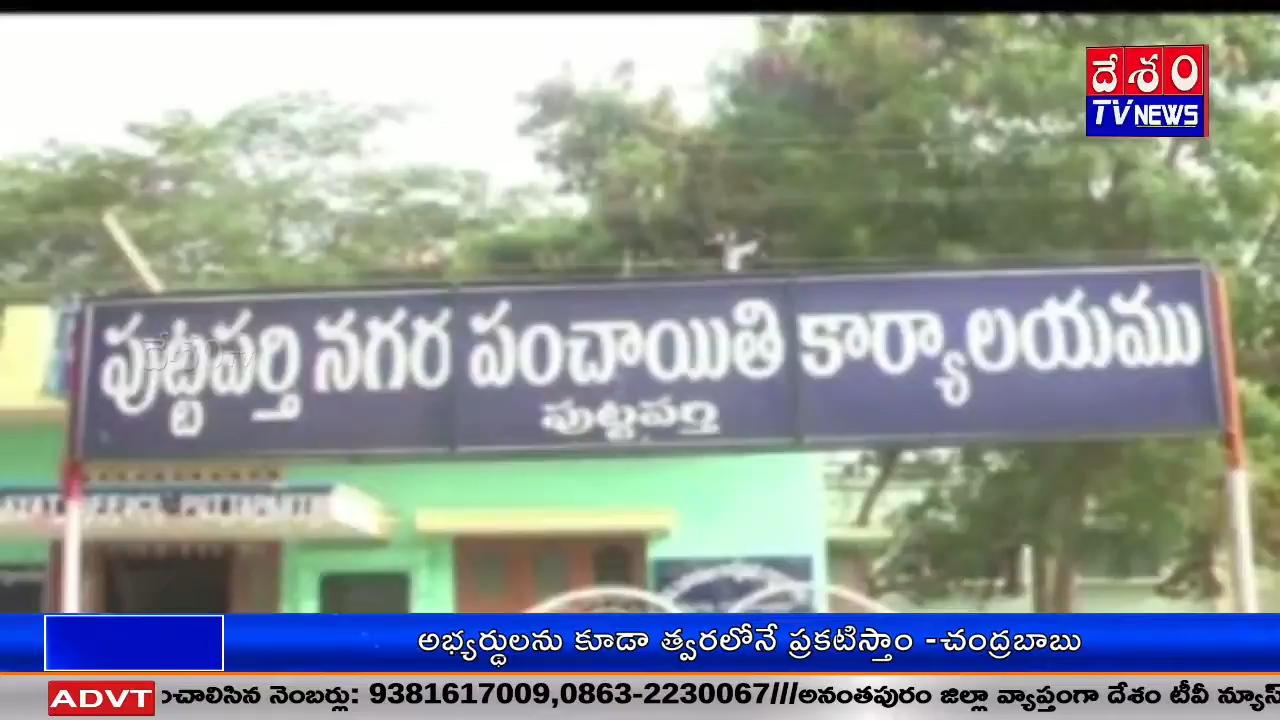 దేశం
TV NEWS
పుట్టపర్తి నగర పంచాయితి కార్యాలయము
పుట్టపర్తి
అభ్యర్థులను కూడా త్వరలోనే ప్రకటిస్తాం -చంద్రబాబు
ADVT
నెంబర్లు: 9381617009,0863-2230067///అనంతపురం జిల్లా వ్యాప్తంగా దేశం టీవీ న్యూస్